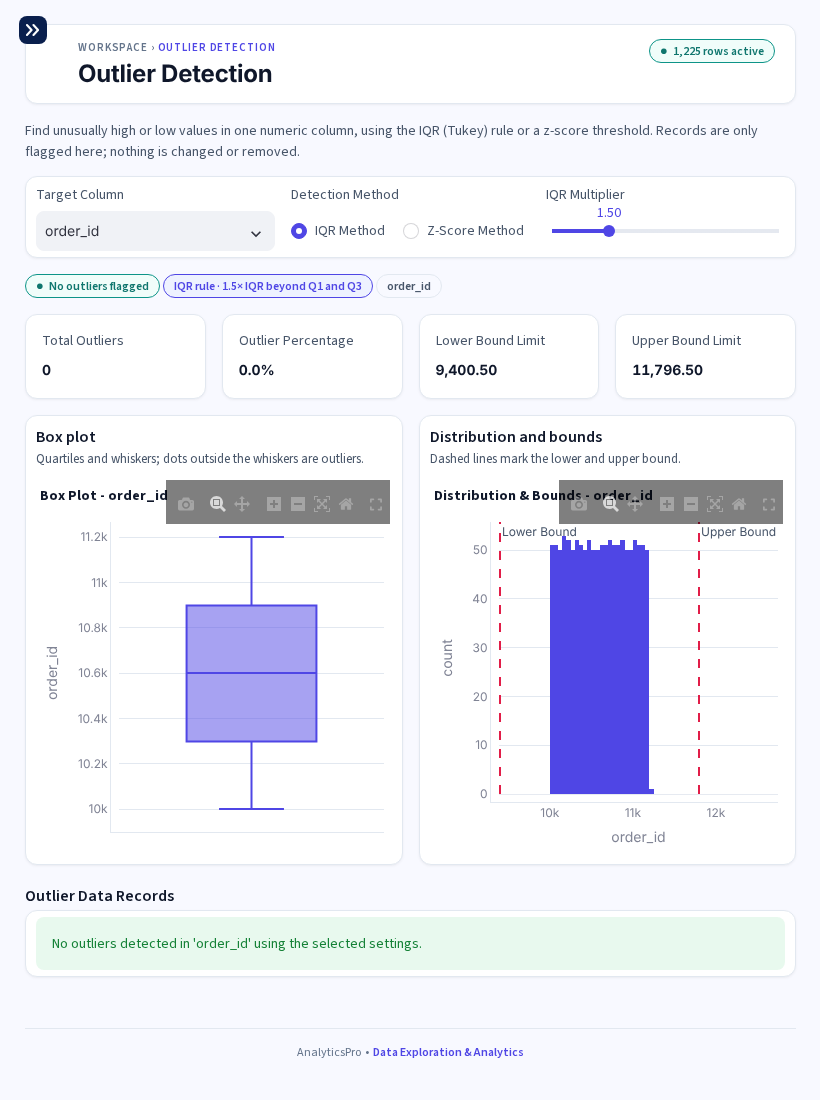 WORKSPACE › OUTLIER DETECTION
Outlier Detection
1,225 rows active
Find unusually high or low values in one numeric column, using the IQR (Tukey) rule or a z-score threshold. Records are only
flagged here; nothing is changed or removed.
Target Column
order_id
Detection Method
IQR Method
Z-Score Method
IQR Multiplier
1.50
No outliers flagged
IQR rule · 1.5× IQR beyond Q1 and Q3
order_id
Total Outliers
0
Outlier Percentage
0.0%
Lower Bound Limit
9,400.50
Upper Bound Limit
11,796.50
Box plot
Quartiles and whiskers; dots outside the whiskers are outliers.
Box Plot - order_id
11.2k
11k
10.8k
10.6k
10.4k
10.2k
10k
order_id
Distribution and bounds
Dashed lines mark the lower and upper bound.
Distribution & Bounds - order_id
Lower Bound
Upper Bound
50
40
30
20
10
0
count
10k
11k
12k
order_id
Outlier Data Records
No outliers detected in 'order_id' using the selected settings.
AnalyticsPro • Data Exploration & Analytics